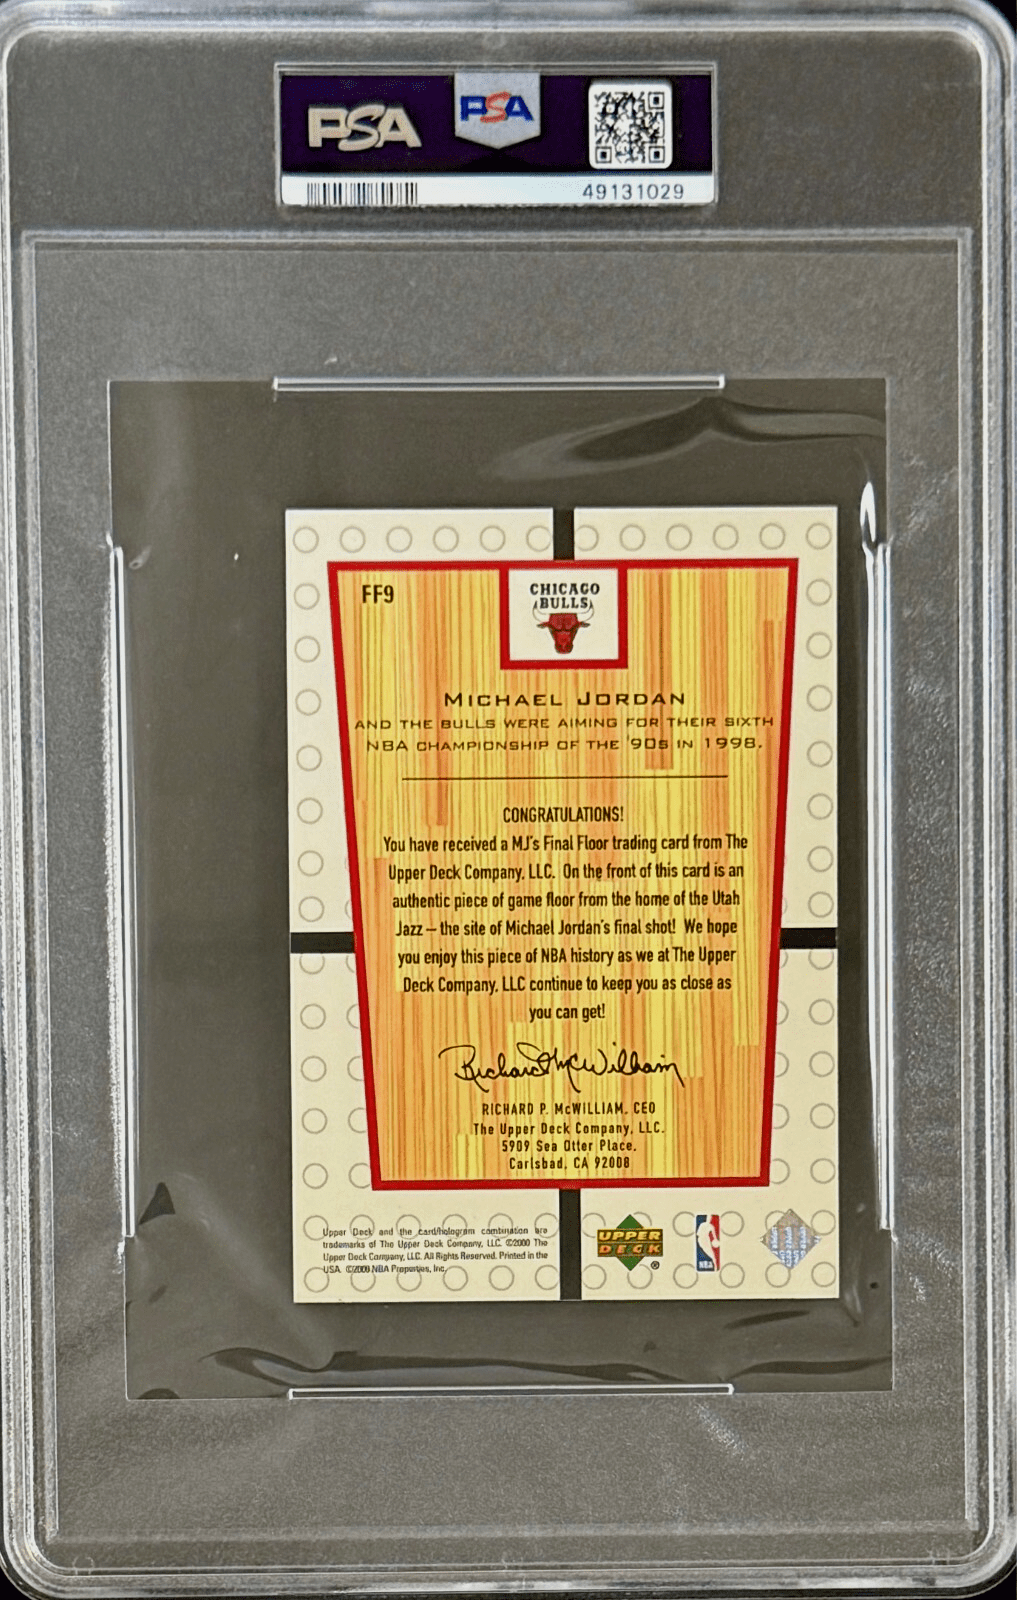 PSA
PSA
49131029
FF9
CHICAGO
BULLS
MICHAEL JORDAN
AND THE BULLS WERE AIMING FOR THEIR SIXTH
NBA CHAMPIONSHIP OF THE '90S IN 1998.
CONGRATULATIONS!
You have received a MJ's Final Floor trading card from The
Upper Deck Company, LLC. On the front of this card is an
authentic piece of game floor from the home of the Utah
Jazz – the site of Michael Jordan's final shot! We hope
you enjoy this piece of NBA history as we at The Upper
Deck Company, LLC continue to keep you as close as
you can get!
Richard McWilliam
RICHARD P. McWILLIAM, CEO
The Upper Deck Company, LLC.
5909 Sea Otter Place.
Carlsbad, CA 92008
Upper Deck and the card/hologram combination are
trademarks of The Upper Deck Company, LLC. ©2000 The
Upper Deck Company, LLC. All Rights Reserved. Printed in the
USA. ©2000 NBA Properties, Inc.
UPPER
DECK
®
NBA